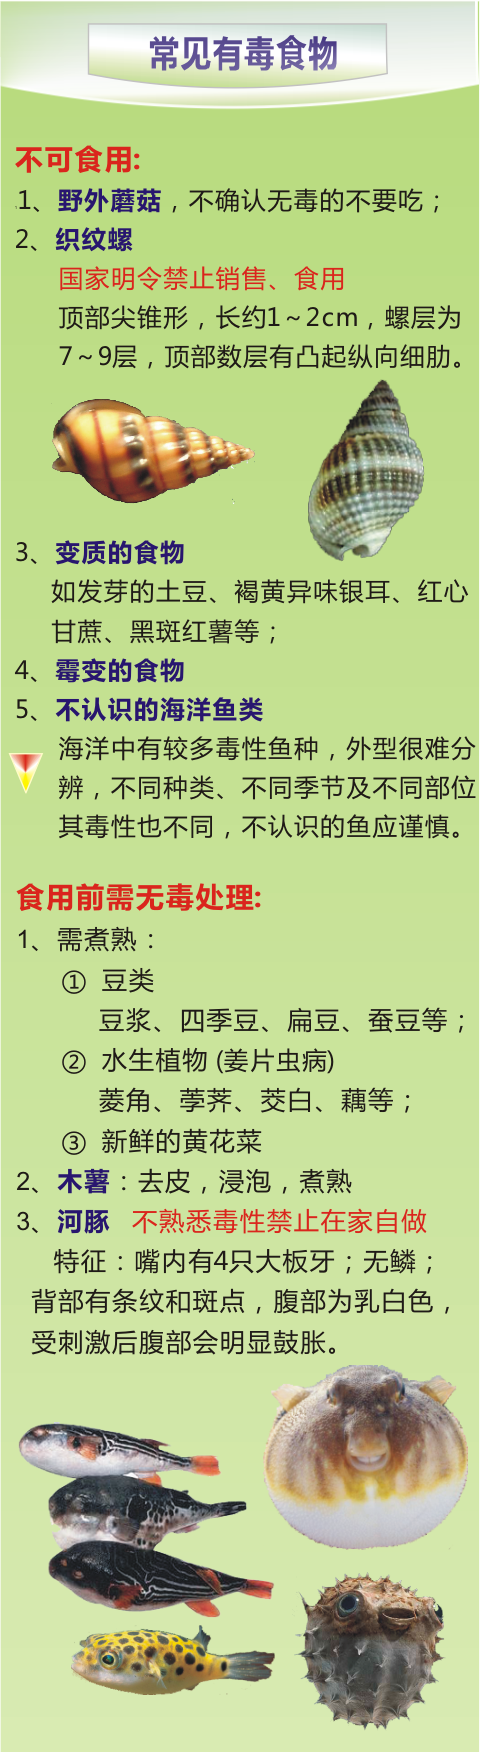 常见有毒食物
不可食用:
1、野外蘑菇，不确认无毒的不要吃；
2、织纹螺
国家明令禁止销售、食用
顶部尖锥形，长约1～2cm，螺层为
7～9层，顶部数层有凸起纵向细肋。
3、变质的食物
如发芽的土豆、褐黄异味银耳、红心
甘蔗、黑斑红薯等；
4、霉变的食物
5、不认识的海洋鱼类
海洋中有较多毒性鱼种，外型很难分
辨，不同种类、不同季节及不同部位
其毒性也不同，不认识的鱼应谨慎。
食用前需无毒处理:
1、需煮熟：
① 豆类
豆浆、四季豆、扁豆、蚕豆等；
② 水生植物 (姜片虫病)
菱角、荸荠、茭白、藕等；
③ 新鲜的黄花菜
2、木薯：去皮，浸泡，煮熟
3、河豚 不熟悉毒性禁止在家自做
特征：嘴内有4只大板牙；无鳞；
背部有条纹和斑点，腹部为乳白色，
受刺激后腹部会明显鼓胀。